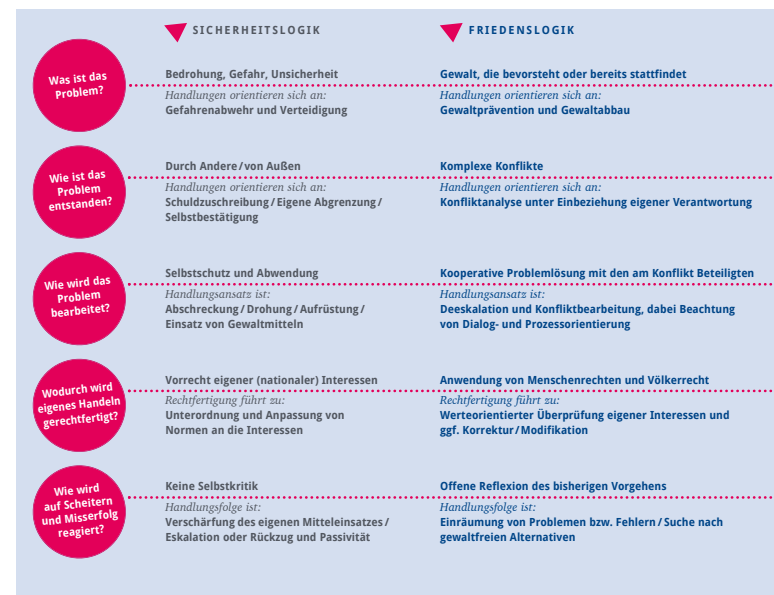 SICHERHEITSLOGIK
FRIEDENSLOGIK
Was ist das
Problem?
Bedrohung, Gefahr, Unsicherheit
Handlungen orientieren sich an:
Gefahrenabwehr und Verteidigung
Gewalt, die bevorsteht oder bereits stattfindet
Handlungen orientieren sich an:
Gewaltprävention und Gewaltabbau
Wie ist das
Problem
entstanden?
Durch Andere/von Außen
Handlungen orientieren sich an:
Schuldzuschreibung/Eigene Abgrenzung/
Selbstbestätigung
Komplexe Konflikte
Handlungen orientieren sich an:
Konfliktanalyse unter Einbeziehung eigener Verantwortung
Wie wird das
Problem
bearbeitet?
Selbstschutz und Abwendung
Handlungsansatz ist:
Abschreckung/Drohung/Aufrüstung/
Einsatz von Gewaltmitteln
Kooperative Problemlösung mit den am Konflikt Beteiligten
Handlungsansatz ist:
Deeskalation und Konfliktbearbeitung, dabei Beachtung
von Dialog- und Prozessorientierung
Wodurch wird
eigenes Handeln
gerechtfertigt?
Vorrecht eigener (nationaler) Interessen
Rechtfertigung führt zu:
Unterordnung und Anpassung von
Normen an die Interessen
Anwendung von Menschenrechten und Völkerrecht
Rechtfertigung führt zu:
Werteorientierter Überprüfung eigener Interessen und
ggf. Korrektur/Modifikation
Wie wird
auf Scheitern
und Misserfolg
reagiert?
Keine Selbstkritik
Handlungsfolge ist:
Verschärfung des eigenen Mitteleinsatzes/
Eskalation oder Rückzug und Passivität
Offene Reflexion des bisherigen Vorgehens
Handlungsfolge ist:
Einräumung von Problemen bzw. Fehlern/Suche nach
gewaltfreien Alternativen